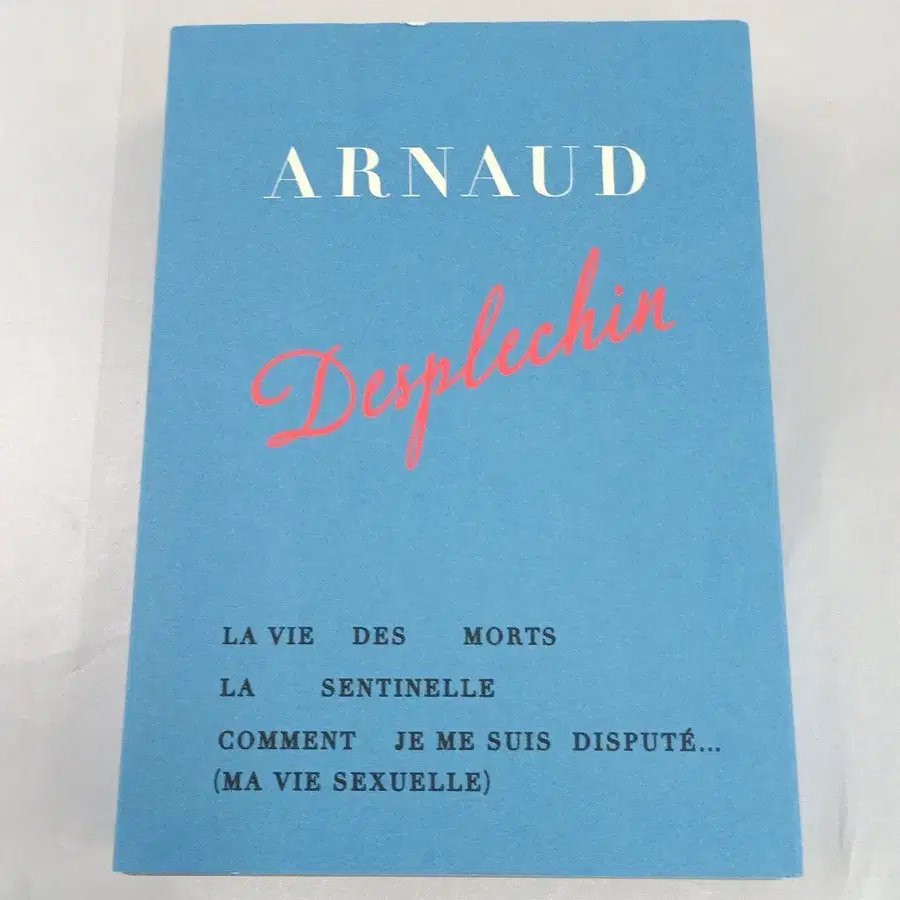 ARNAUD
Desplechin
LA VIE DES MORTS
LA SENTINELLE
COMMENT JE ME SUIS DISPUTÉ...
(MA VIE SEXUELLE)